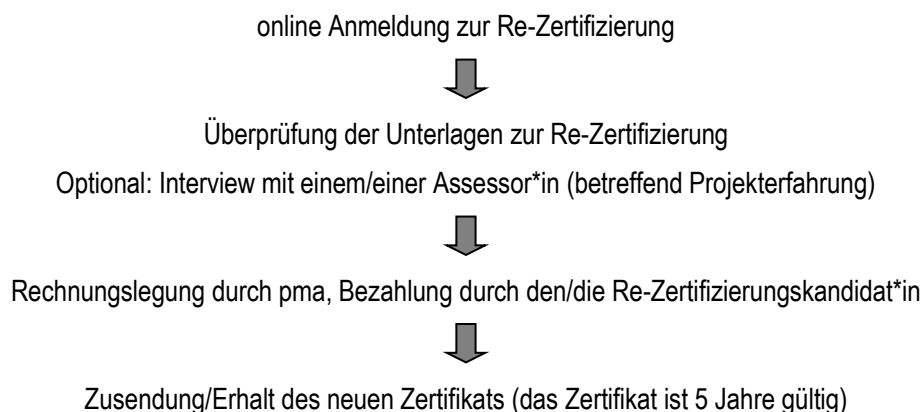 online Anmeldung zur Re-Zertifizierung
Überprüfung der Unterlagen zur Re-Zertifizierung
Optional: Interview mit einem/einer Assessor*in (betreffend Projekterfahrung)
Rechnungslegung durch pma, Bezahlung durch den/die Re-Zertifizierungskandidat*in
Zusendung/Erhalt des neuen Zertifikats (das Zertifikat ist 5 Jahre gültig)